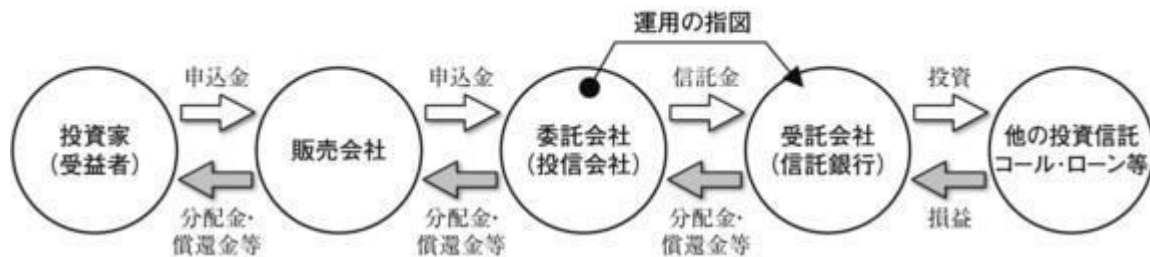 運用の指図
申込金
申込金
信託金
投資
投資家
(受益者)
販売会社
委託会社
(投信会社)
受託会社
(信託銀行)
他の投資信託
コール・ローン等
分配金・
償還金等
分配金・
償還金等
分配金・
償還金等
損益